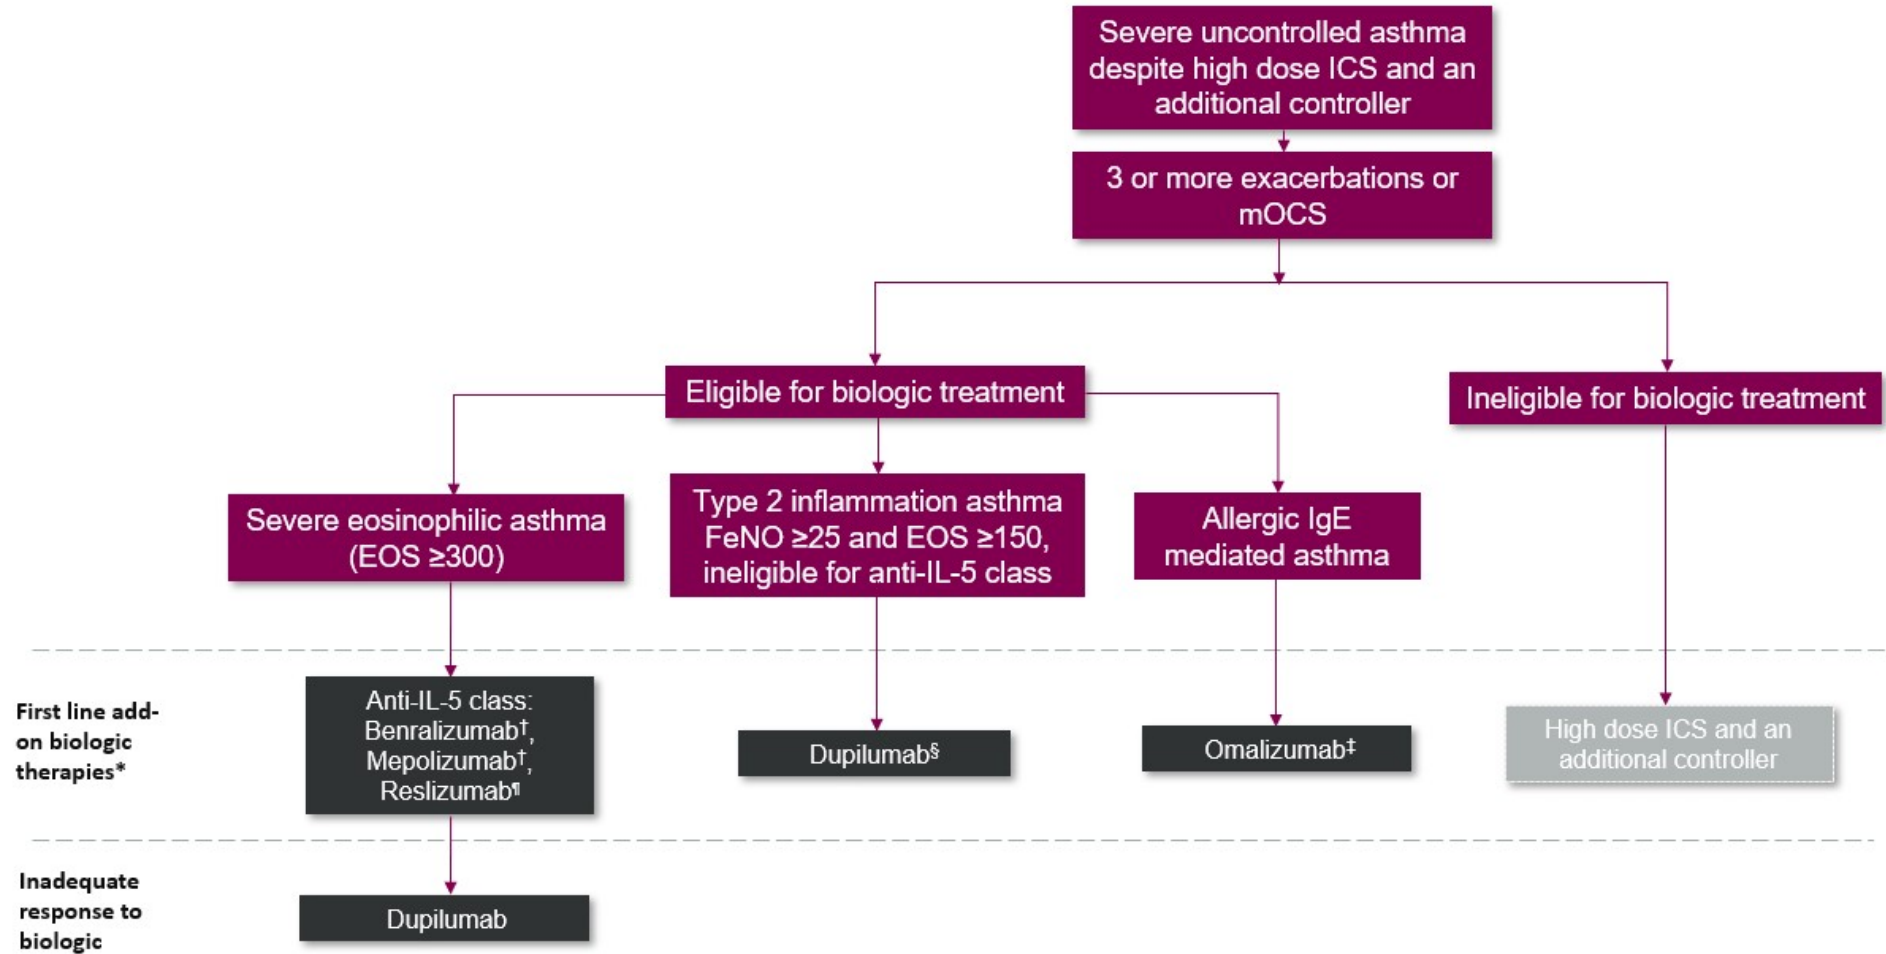 Severe uncontrolled asthma
despite high dose ICS and an
additional controller
3 or more exacerbations or
mOCS
Eligible for biologic treatment
Ineligible for biologic treatment
Severe eosinophilic asthma
(EOS ≥300)
Type 2 inflammation asthma
FeNO ≥25 and EOS ≥150,
ineligible for anti-IL-5 class
Allergic IgE
mediated asthma
First line add-
on biologic
therapies*
Anti-IL-5 class:
Benralizumab†,
Mepolizumab†,
Reslizumab¶
Dupilumab§
Omalizumab‡
High dose ICS and an
additional controller
Inadequate
response to
biologic
Dupilumab